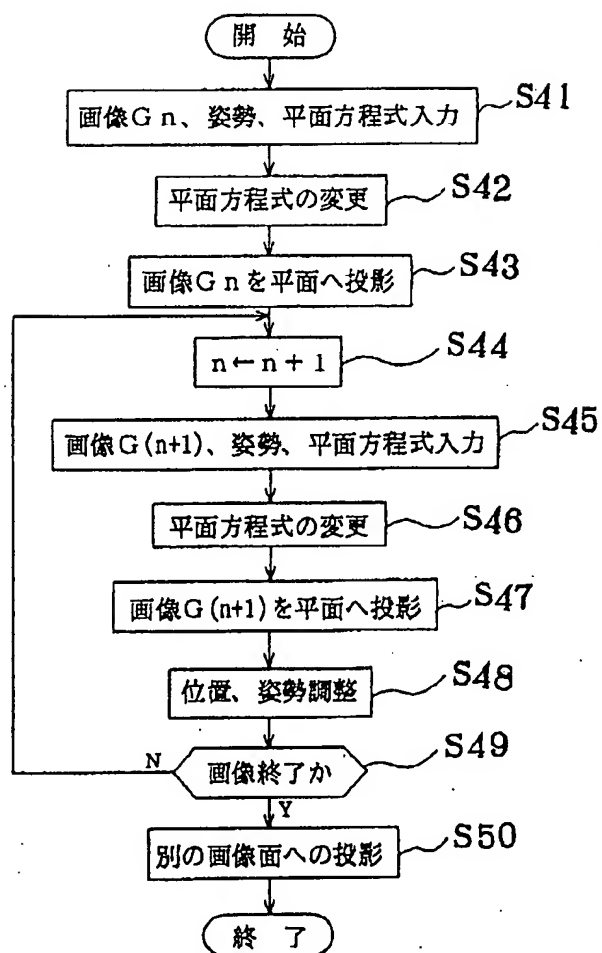 開 始
画像Gn、姿勢、平面方程式入力
S41
平面方程式の変更
S42
画像Gnを平面へ投影
S43
n←n+1
S44
画像G(n+1)、姿勢、平面方程式入力
S45
平面方程式の変更
S46
画像G(n+1)を平面へ投影
S47
位置、姿勢調整
S48
画像終了か
S49
N
Y
別の画像面への投影
S50
終 了